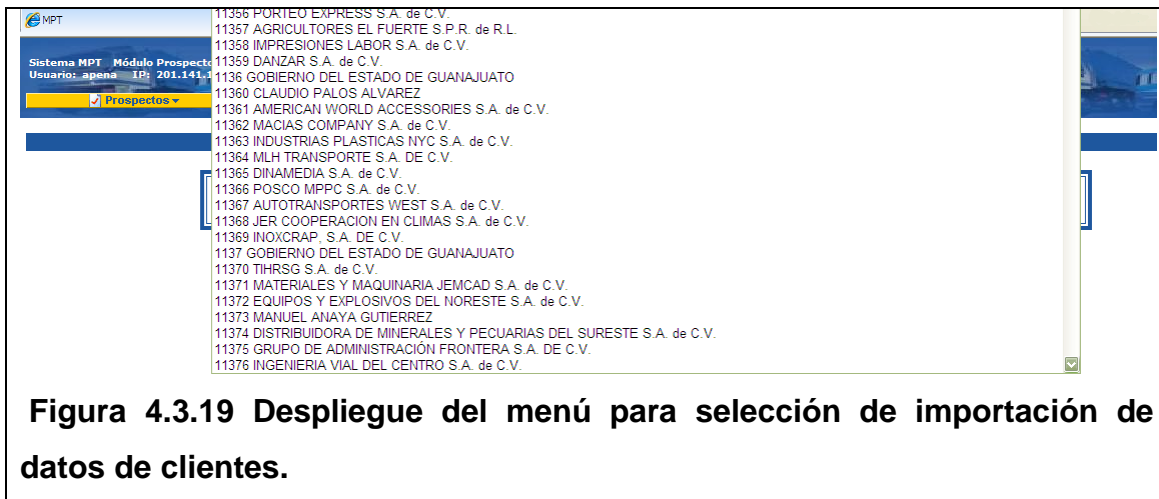 MPT
Sistema MPT Módulo Prospecto
Usuario: apena IP: 201.141.1
Prospectos
11356 PORTEO EXPRESS S.A. de C.V.
11357 AGRICULTORES EL FUERTE S.P.R. de R.L.
11358 IMPRESIONES LABOR S.A. de C.V.
11359 DANZAR S.A. de C.V.
1136 GOBIERNO DEL ESTADO DE GUANAJUATO
11360 CLAUDIO PALOS ALVAREZ
11361 AMERICAN WORLD ACCESSORIES S.A. de C.V.
11362 MACIAS COMPANY S.A. de C.V.
11363 INDUSTRIAS PLASTICAS NYC S.A. de C.V.
11364 MLH TRANSPORTE S.A. DE C.V.
11365 DINAMEDIA S.A. de C.V.
11366 POSCO MPPC S.A. de C.V.
11367 AUTOTRANSPORTES WEST S.A. de C.V.
11368 JER COOPERACION EN CLIMAS S.A. de C.V.
11369 INOXCRAP, S.A. DE C.V.
1137 GOBIERNO DEL ESTADO DE GUANAJUATO
11370 TIHRSG S.A. de C.V.
11371 MATERIALES Y MAQUINARIA JEMCAD S.A. de C.V.
11372 EQUIPOS Y EXPLOSIVOS DEL NORESTE S.A. de C.V.
11373 MANUEL ANAYA GUTIERREZ
11374 DISTRIBUIDORA DE MINERALES Y PECUARIAS DEL SURESTE S.A. de C.V.
11375 GRUPO DE ADMINISTRACIÓN FRONTERA S.A. DE C.V.
11376 INGENIERIA VIAL DEL CENTRO S.A. de C.V.
Figura 4.3.19 Despliegue del menú para selección de importación de
datos de clientes.